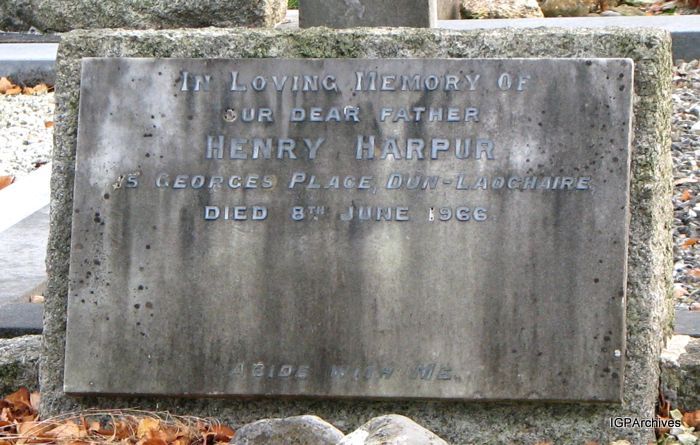 IN LOVING MEMORY OF
OUR DEAR FATHER
HENRY HARPUR
15 GEORGES PLACE, DUN-LAOGHAIRE,
DIED 8TH JUNE 1966.
ABIDE WITH ME.
IGPArchives